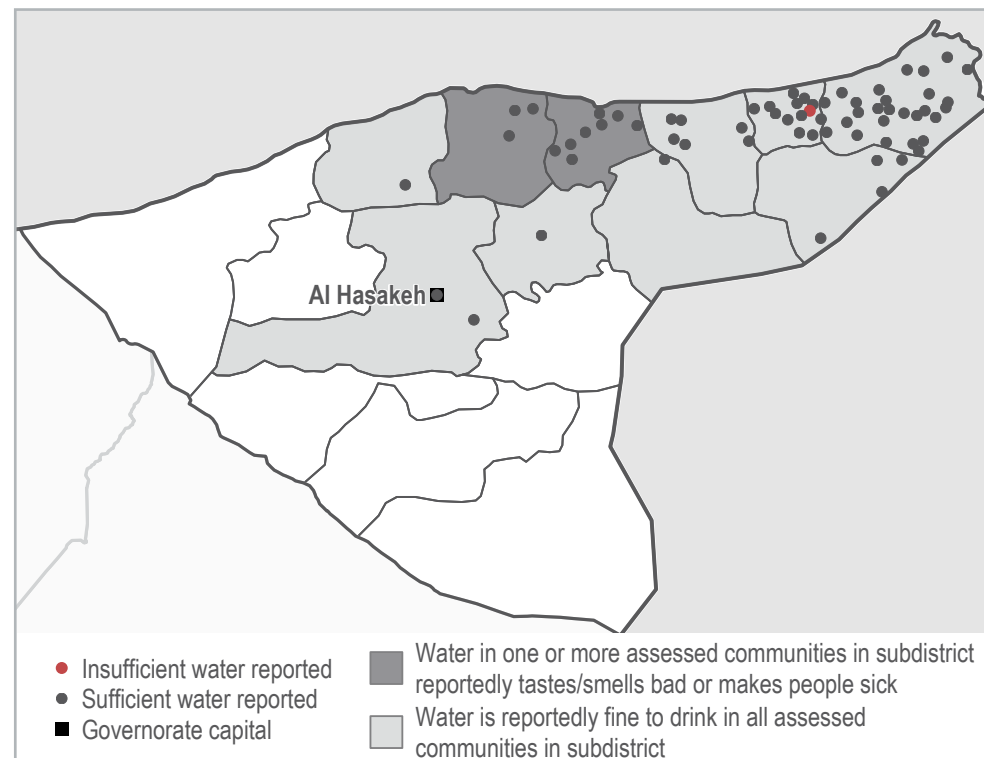 Al Hasakeh
Insufficient water reported
Sufficient water reported
Governorate capital
Water in one or more assessed communities in subdistrict
reportedly tastes/smells bad or makes people sick
Water is reportedly fine to drink in all assessed
communities in subdistrict